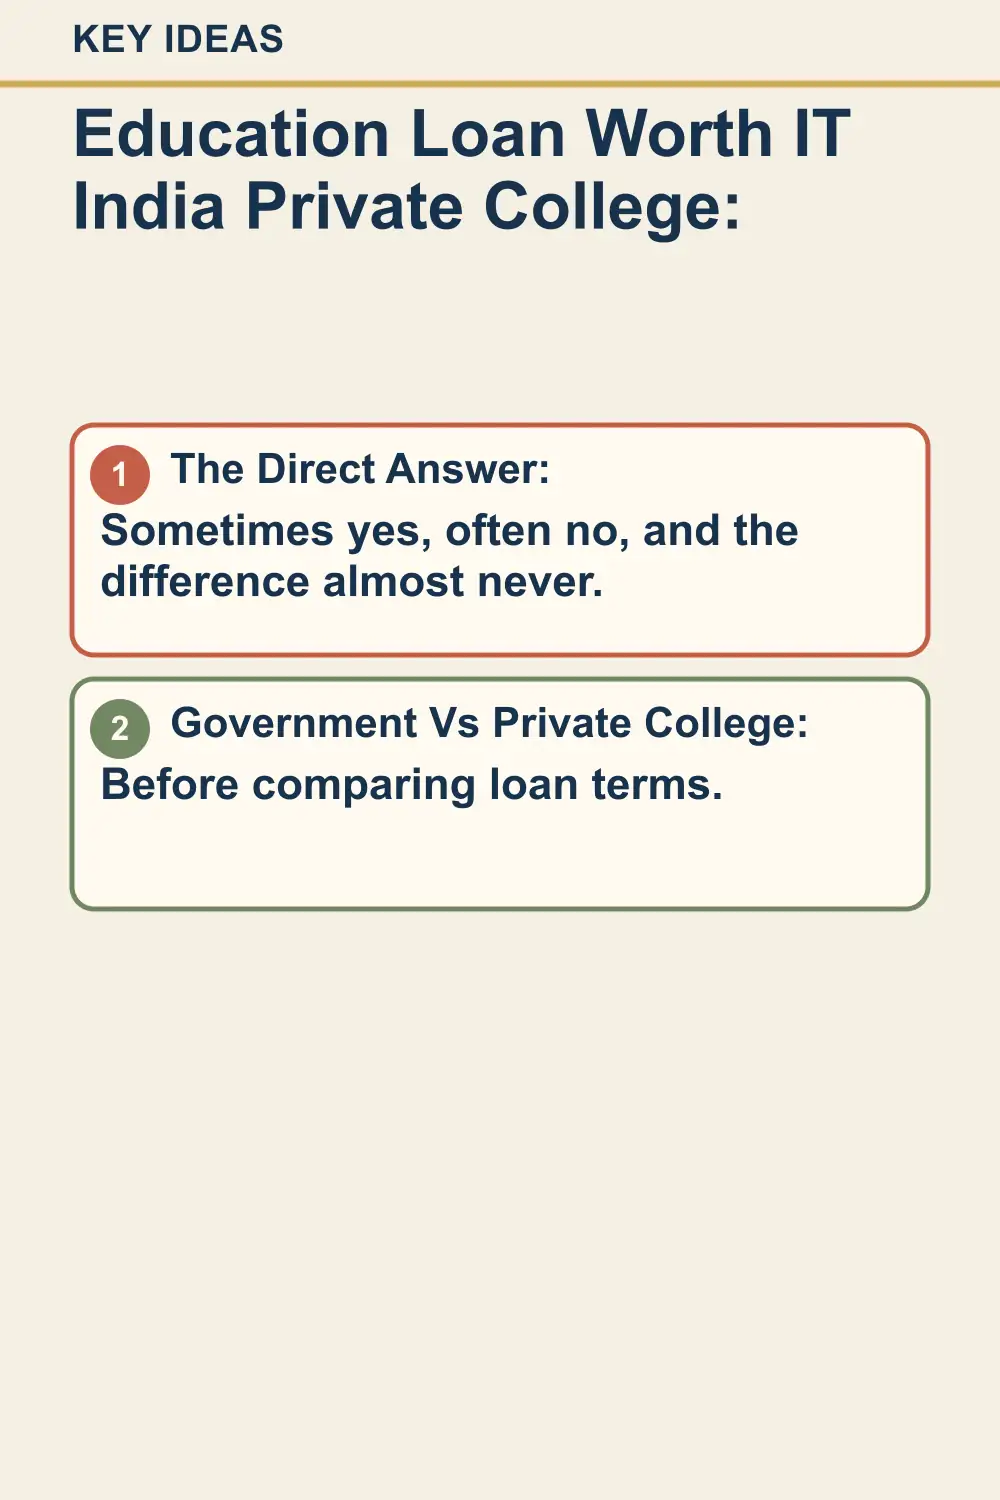 KEY IDEAS
Education Loan Worth IT
India Private College:
1 The Direct Answer:
Sometimes yes, often no, and the
difference almost never.
2 Government Vs Private College:
Before comparing loan terms.